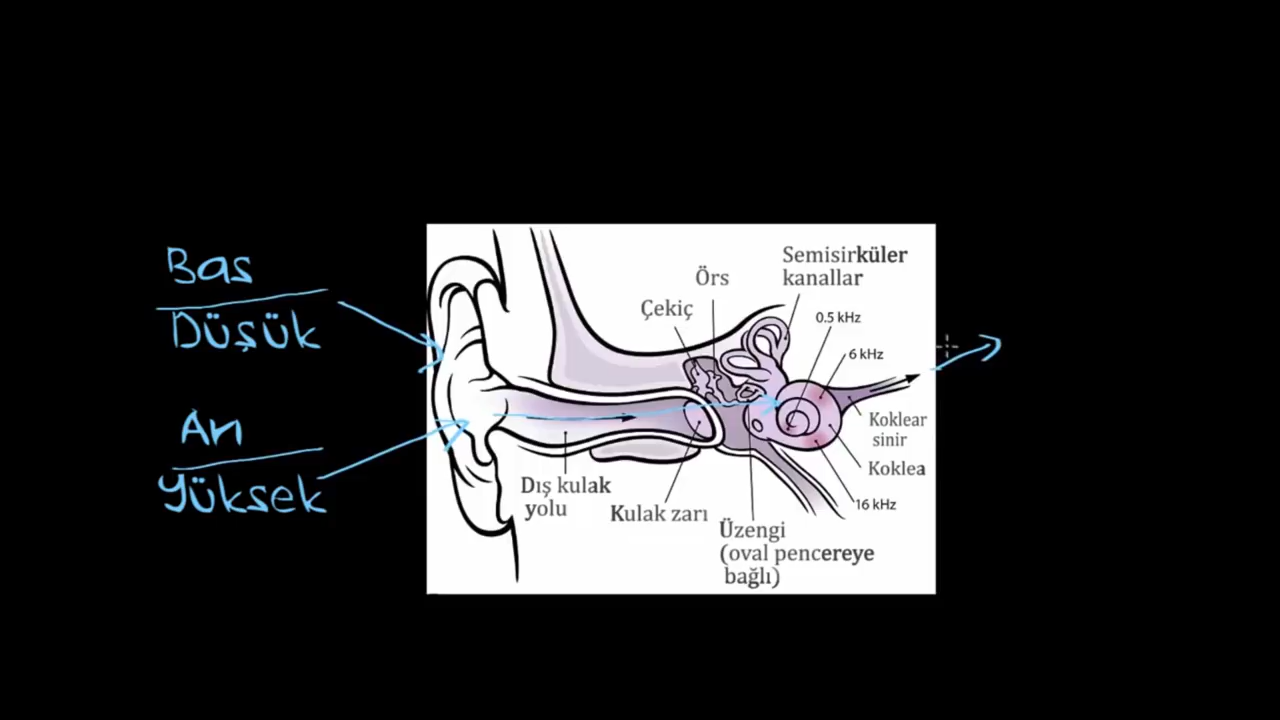 Bas
Düşük
Arı
Yüksek
Semisirküler
kanallar
Örs
Çekiç
0.5 kHz
6 kHz
Koklear
sinir
Koklea
16 kHz
Dış kulak
yolu
Kulak zarı
Üzengi
(oval pencereye
bağlı)